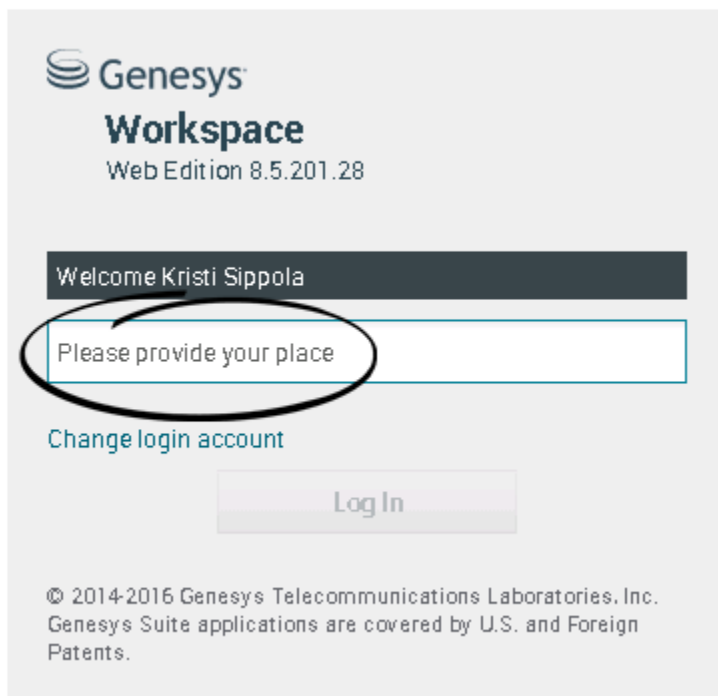 Genesys
Workspace
Web Edition 8.5.201.28
Welcome Kristi Sippola
Please provide your place
Change login account
Log In
© 2014-2016 Genesys Telecommunications Laboratories, Inc.
Genesys Suite applications are covered by U.S. and Foreign
Patents.